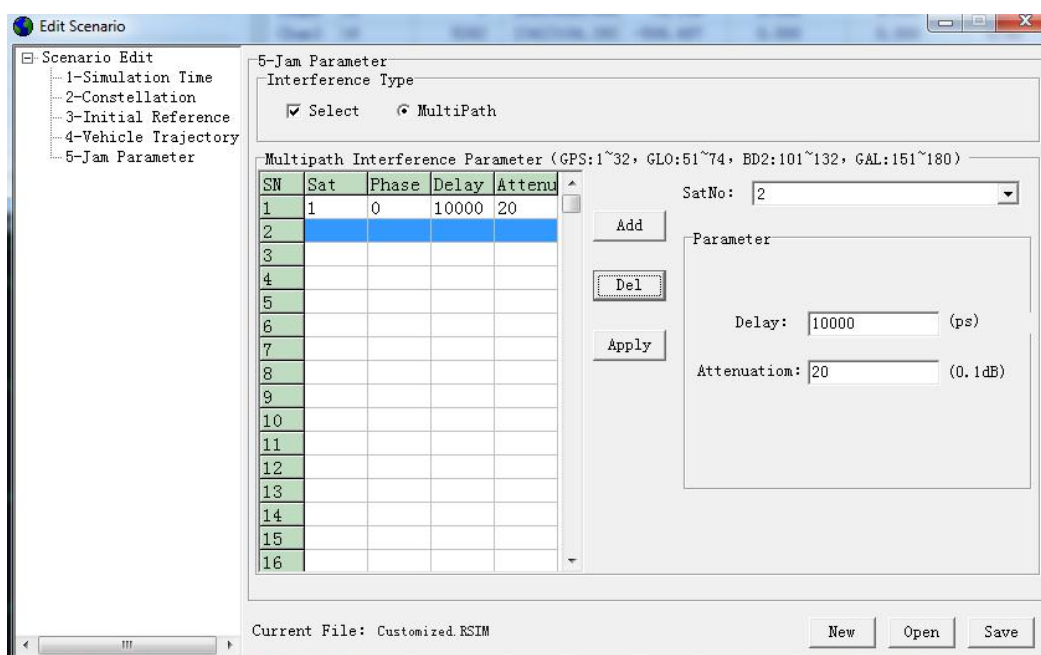 Edit Scenario
Scenario Edit
1-Simulation Time
2-Constellation
3-Initial Reference
4-Vehicle Trajectory
5-Jam Parameter
5-Jam Parameter
Interference Type
Select MultiPath
Multipath Interference Parameter (GPS:1~32, GLO:51~74, BD2:101~132, GAL:151~180)
SN Sat Phase Delay Attenu
1 1 0 10000 20
2
3
4
5
6
7
8
9
10
11
12
13
14
15
16
Add
Del
Apply
SatNo: 2
Parameter
Delay: 10000 (ps)
Attenuatiom: 20 (0.1dB)
Current File: Customized.RSIM
New Open Save